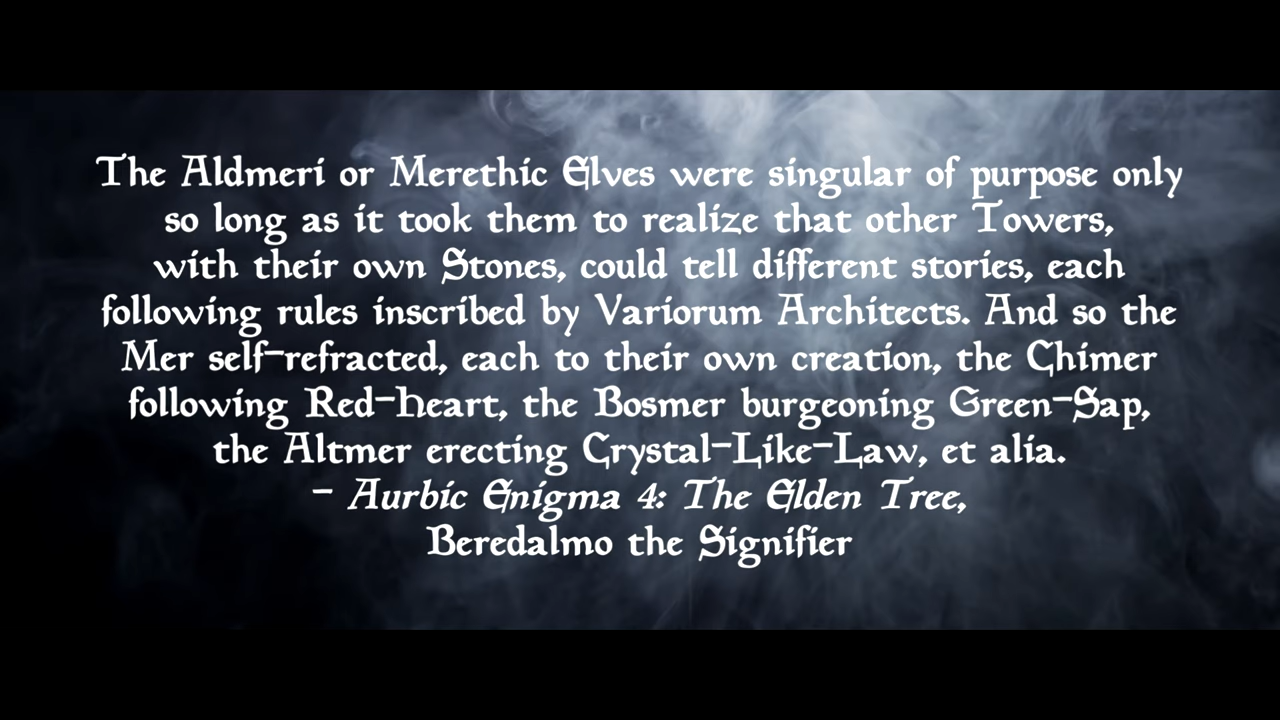 The Aldmeri or Merethic Elves were singular of purpose only
so long as it took them to realize that other Towers,
with their own Stones, could tell different stories, each
following rules inscribed by Variorum Architects. And so the
Mer self-refracted, each to their own creation, the Chimer
following Red-heart, the Bosmer burgeoning Green-Sap,
the Altmer erecting Crystal-Like-Law, et alia.
- Aurbic Enigma 4: The Elden Tree,
Beredalmo the Signifier